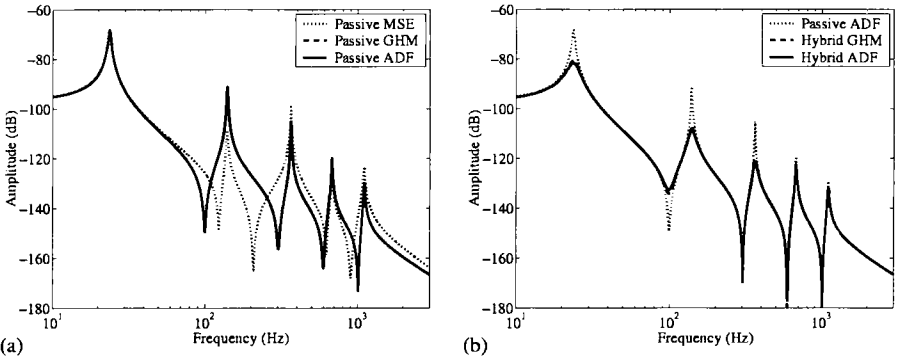 −60
−80
−100
−120
−140
−160
−180
Amplitude (dB)
10^1
10^2
10^3
Frequency (Hz)
Passive MSE
Passive GHM
Passive ADF
(a)
−60
−80
−100
−120
−140
−160
−180
Amplitude (dB)
10^1
10^2
10^3
Frequency (Hz)
Passive ADF
Hybrid GHM
Hybrid ADF
(b)